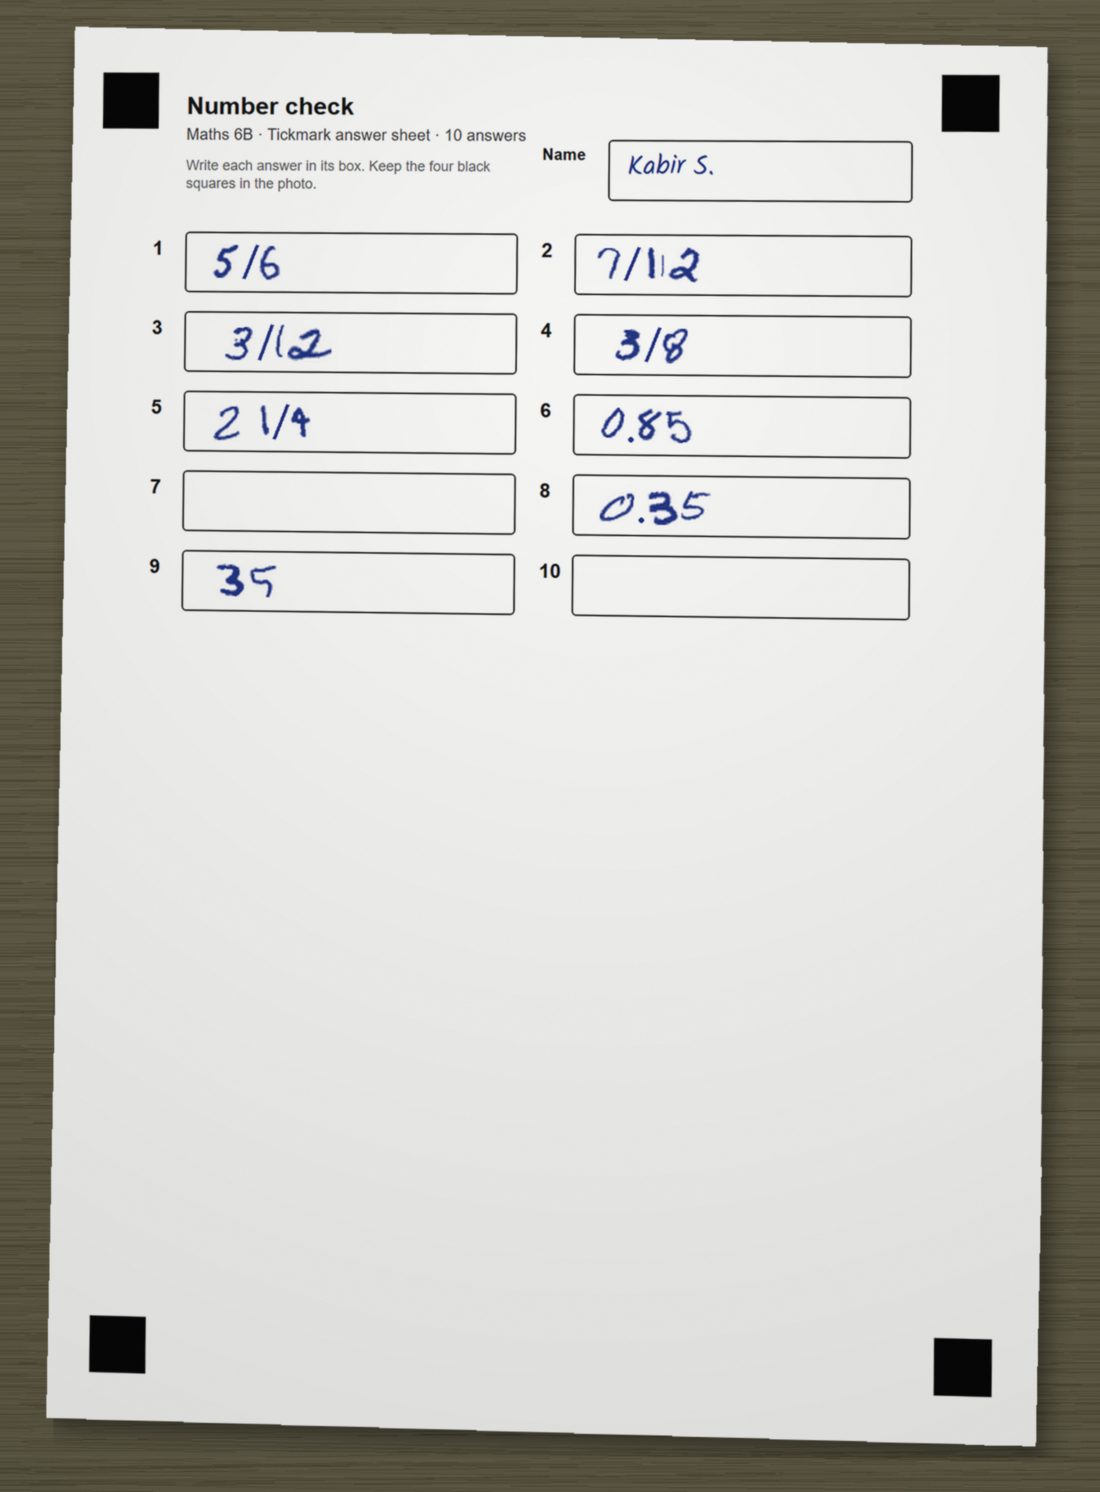 Number check
Maths 6B · Tickmark answer sheet · 10 answers
Write each answer in its box. Keep the four black
squares in the photo.
Name Kabir S.
1 5/6
2
3 3/12
4 3/8
5 2 1/4
6 0.85
7
8 0.35
9 35
10